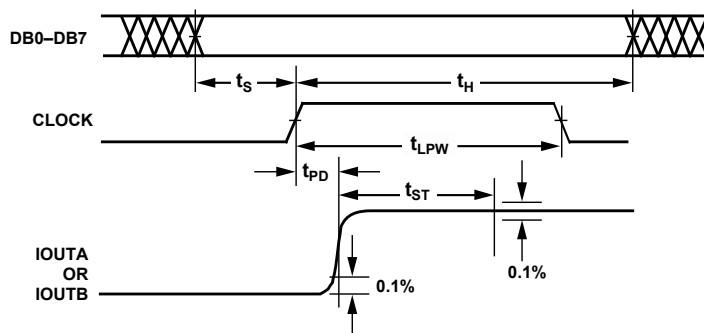 DB0–DB7
tS
tH
CLOCK
tLPW
tPD
tST
IOUTA
OR
IOUTB
0.1%
0.1%